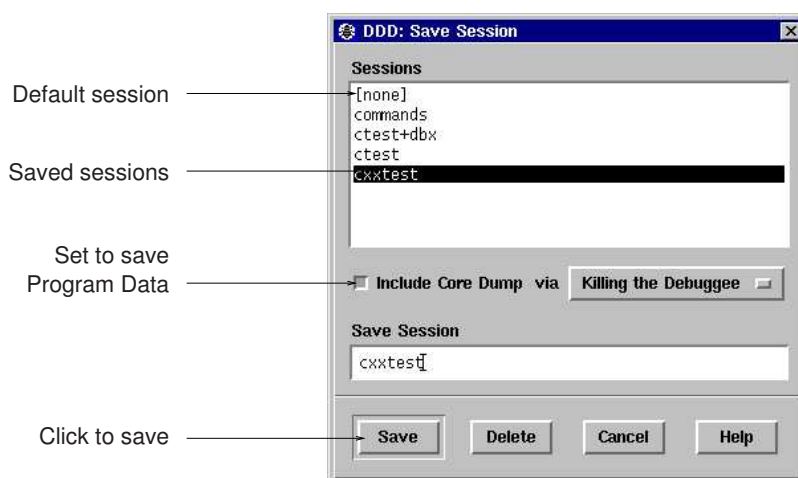 DDD: Save Session
Sessions
Default session
[none]
commands
ctest+dbx
ctest
Saved sessions
cxxtest
Set to save
Program Data
Include Core Dump via
Killing the Debuggee
Save Session
cxxtest
Click to save
Save
Delete
Cancel
Help